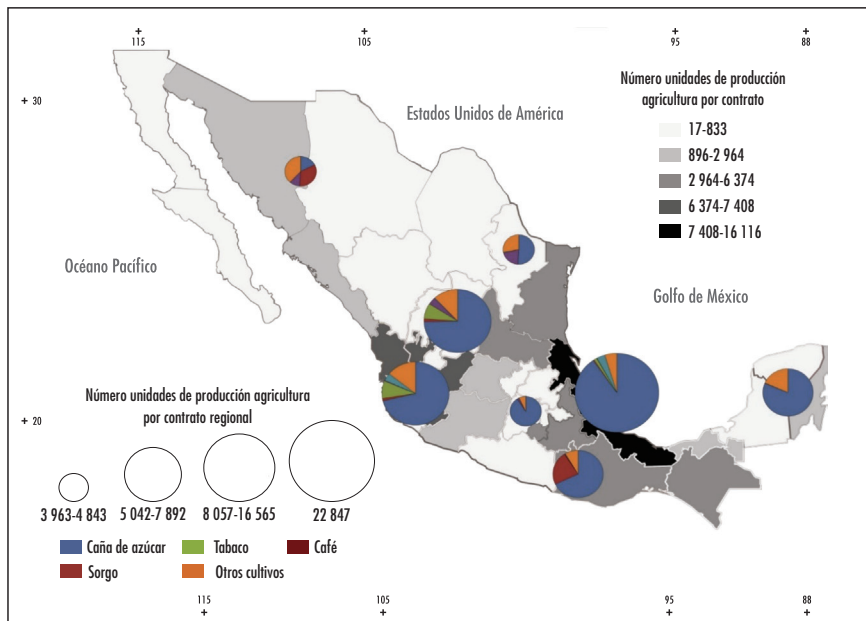 115
105
95
88
+ 30
Estados Unidos de América
Número unidades de producción
agricultura por contrato
17-833
896-2 964
2 964-6 374
6 374-7 408
7 408-16 116
Océano Pacífico
Golfo de México
Número unidades de producción agricultura
por contrato regional
+ 20
3 963-4 843
5 042-7 892
8 057-16 565
22 847
Caña de azúcar
Tabaco
Café
Sorgo
Otros cultivos
115
105
95
88